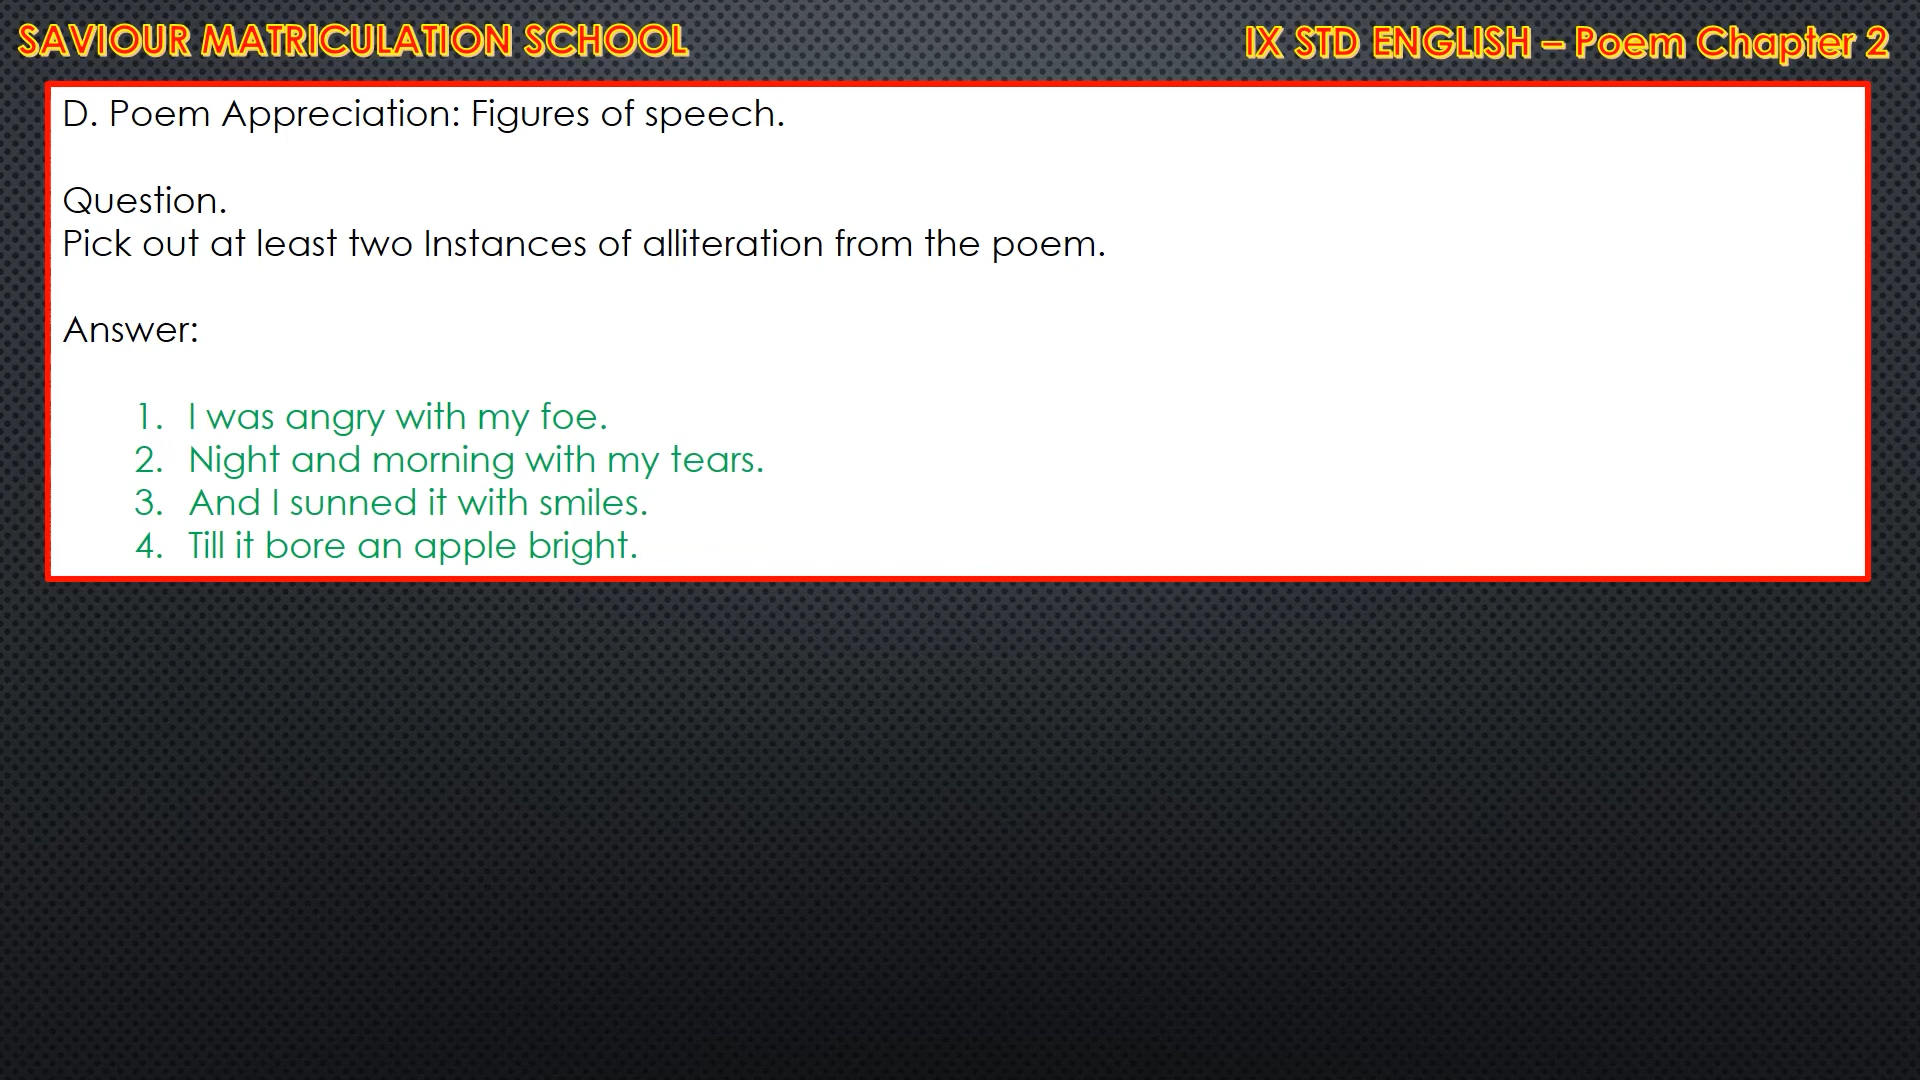 SAVIOUR MATRICULATION SCHOOL
IX STD ENGLISH – Poem Chapter 2
D. Poem Appreciation: Figures of speech.
Question.
Pick out at least two Instances of alliteration from the poem.
Answer:
1. I was angry with my foe.
2. Night and morning with my tears.
3. And I sunned it with smiles.
4. Till it bore an apple bright.